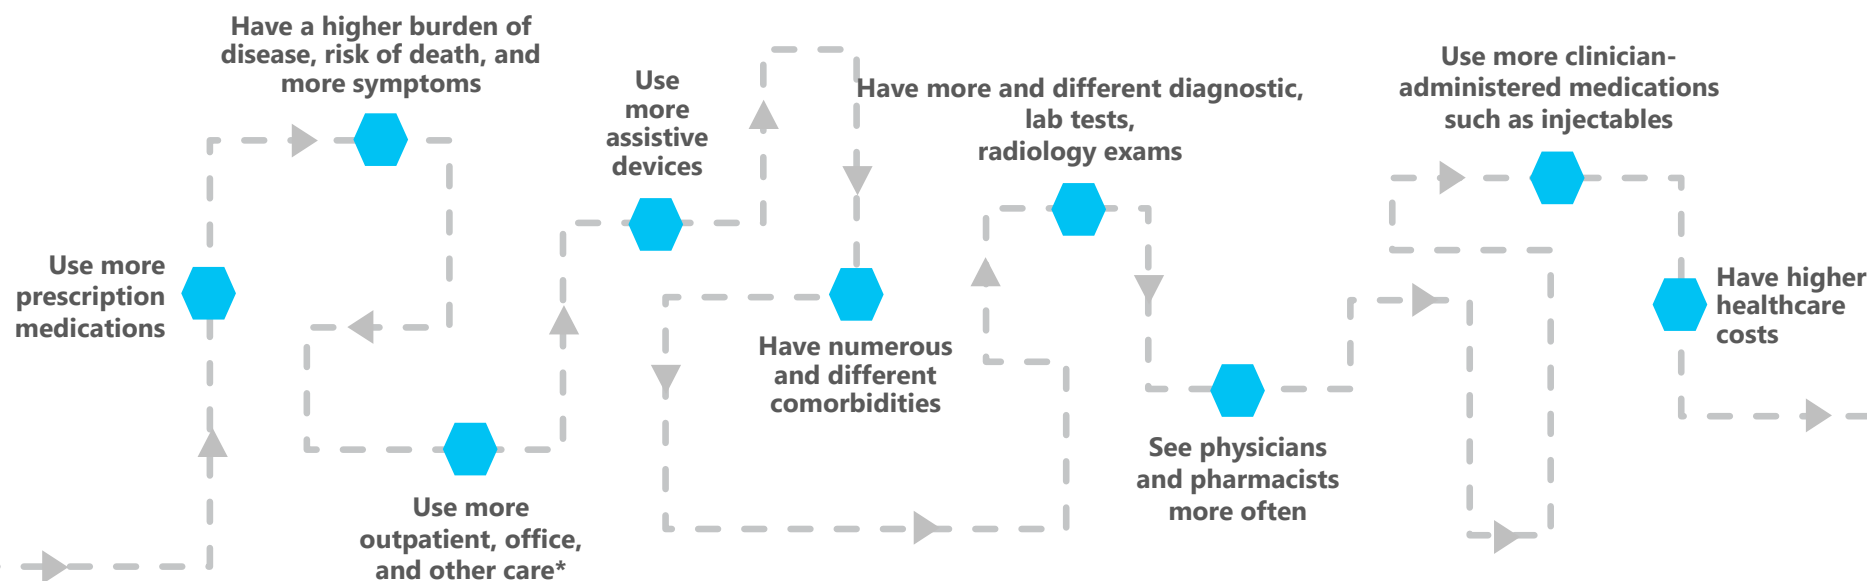 Use more
prescription
medications
Have a higher burden of
disease, risk of death, and
more symptoms
Use more
outpatient, office,
and other care*
Use
more
assistive
devices
Have numerous
and different
comorbidities
Have more and different diagnostic,
lab tests,
radiology exams
See physicians
and pharmacists
more often
Use more clinician-
administered medications
such as injectables
Have higher
healthcare
costs